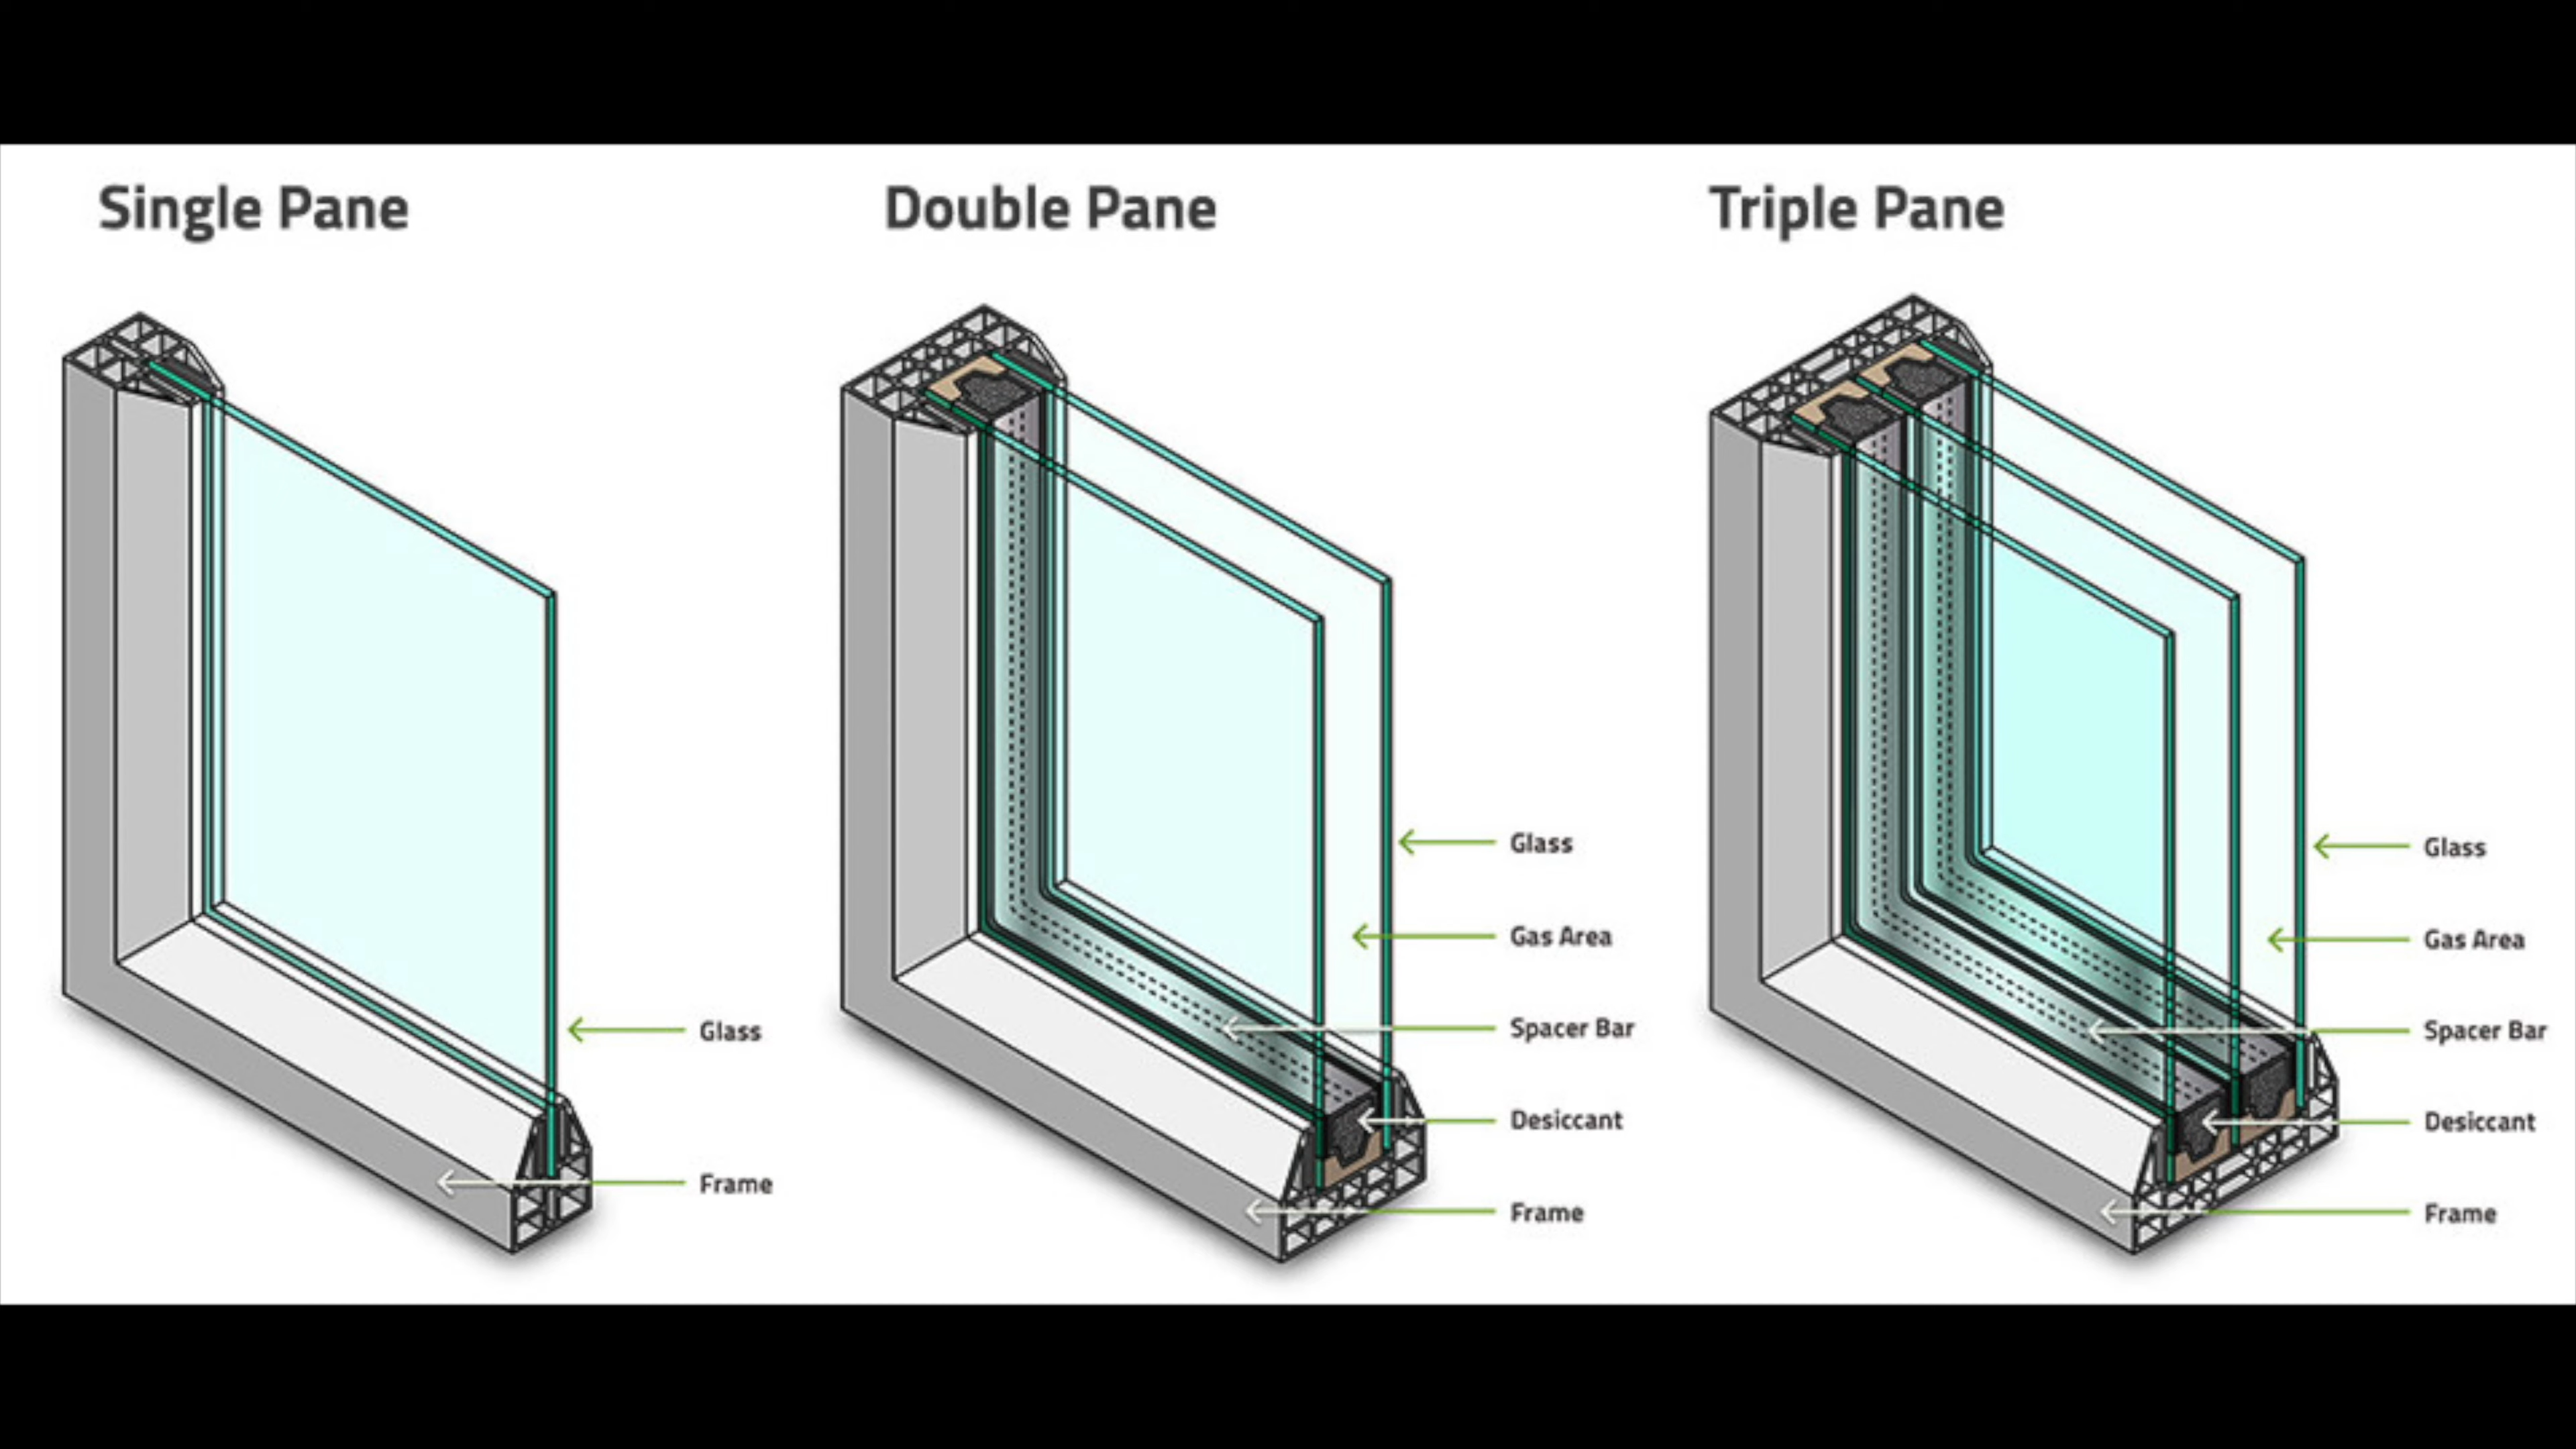 Single Pane
Double Pane
Triple Pane
Glass
Frame
Glass
Gas Area
Spacer Bar
Desiccant
Frame
Glass
Gas Area
Spacer Bar
Desiccant
Frame